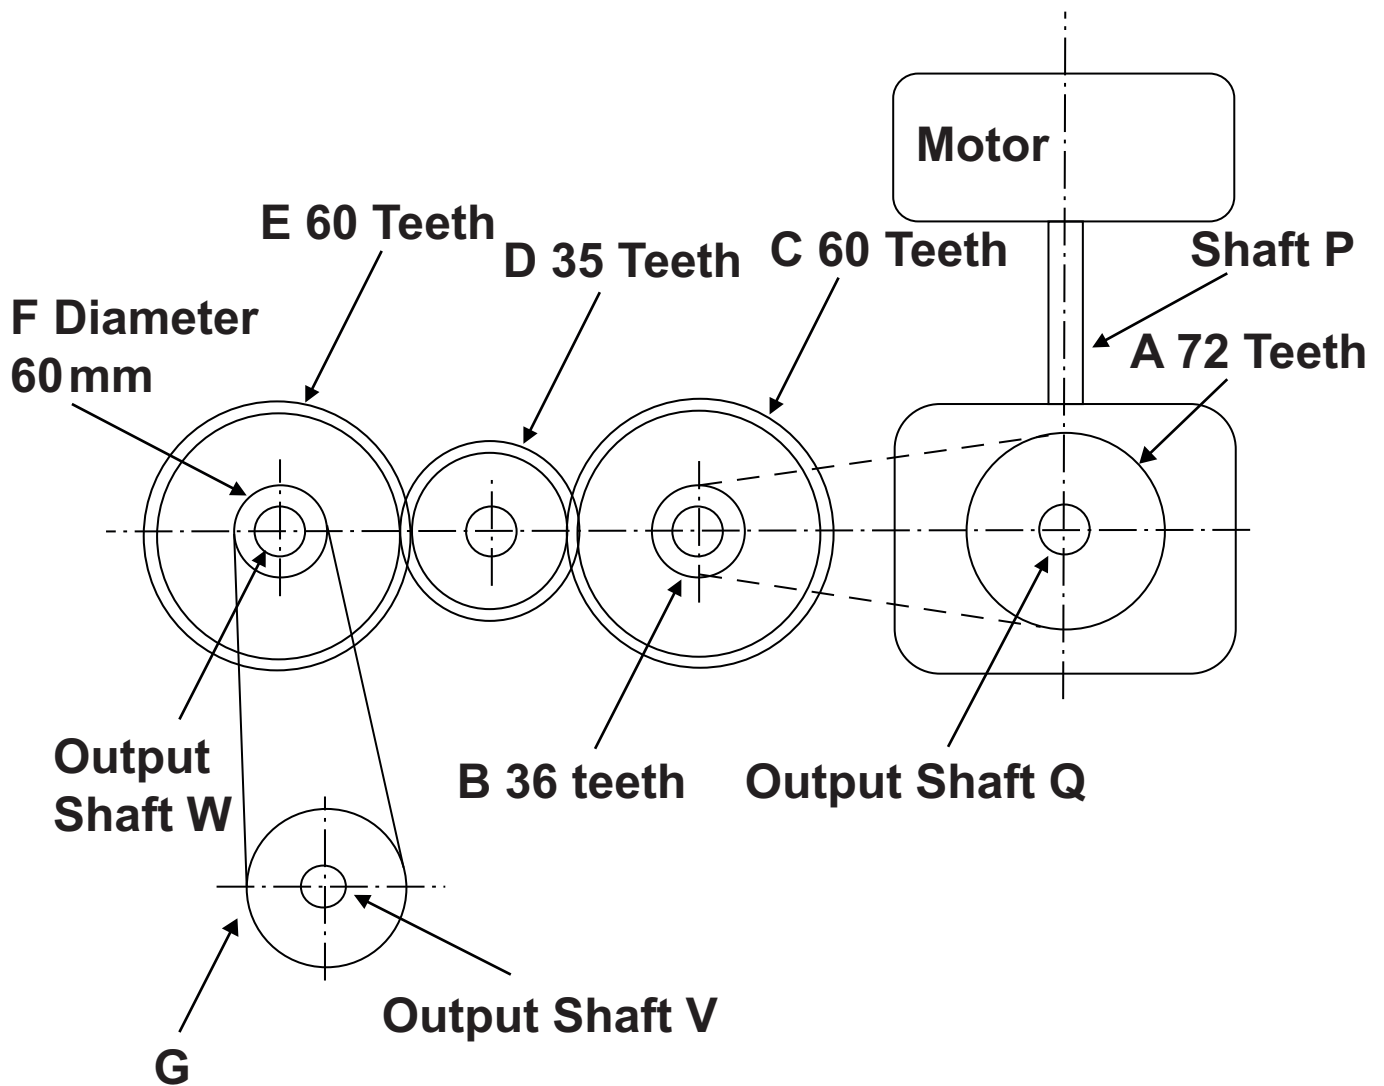 Motor
E 60 Teeth
D 35 Teeth
C 60 Teeth
Shaft P
F Diameter
60 mm
A 72 Teeth
Output
Shaft W
B 36 teeth
Output Shaft Q
Output Shaft V
G